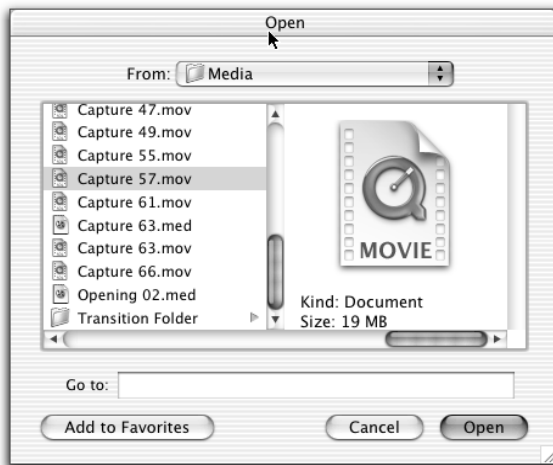 Open
From: Media
Capture 47.mov
Capture 49.mov
Capture 55.mov
Capture 57.mov
Capture 61.mov
Capture 63.med
Capture 63.mov
Capture 66.mov
Opening 02.med
Transition Folder
MOVIE
Kind: Document
Size: 19 MB
Go to:
Add to Favorites
Cancel
Open